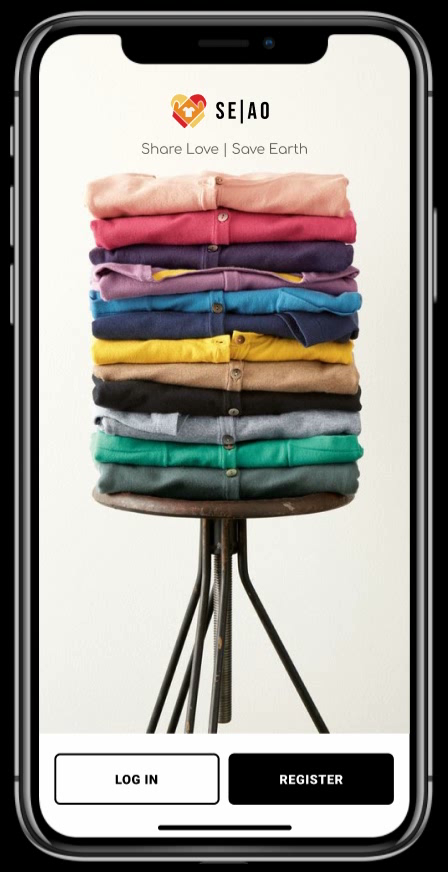 SE|AO
Share Love | Save Earth
LOG IN
REGISTER